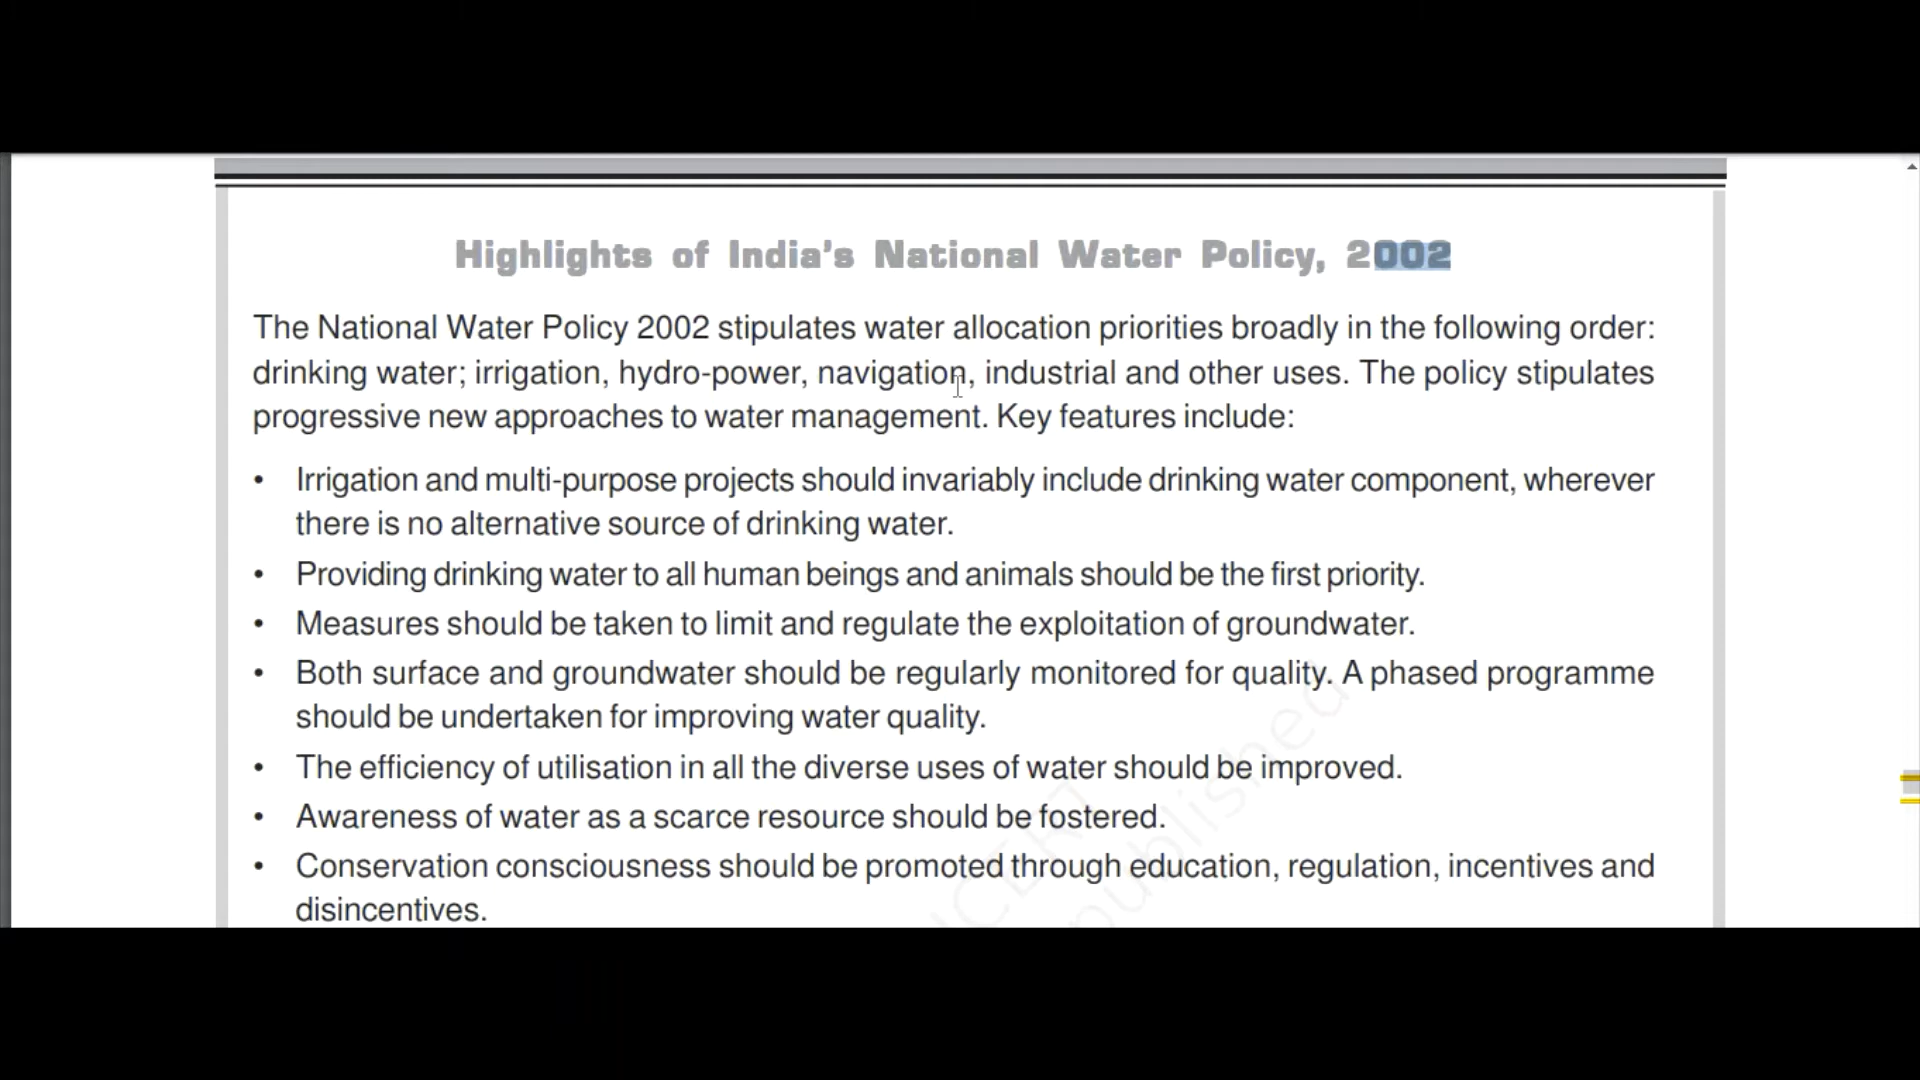 Highlights of India's National Water Policy, 2002
The National Water Policy 2002 stipulates water allocation priorities broadly in the following order:
drinking water; irrigation, hydro-power, navigation, industrial and other uses. The policy stipulates
progressive new approaches to water management. Key features include:
• Irrigation and multi-purpose projects should invariably include drinking water component, wherever
there is no alternative source of drinking water.
• Providing drinking water to all human beings and animals should be the first priority.
• Measures should be taken to limit and regulate the exploitation of groundwater.
• Both surface and groundwater should be regularly monitored for quality. A phased programme
should be undertaken for improving water quality.
• The efficiency of utilisation in all the diverse uses of water should be improved.
• Awareness of water as a scarce resource should be fostered.
• Conservation consciousness should be promoted through education, regulation, incentives and
disincentives.
published